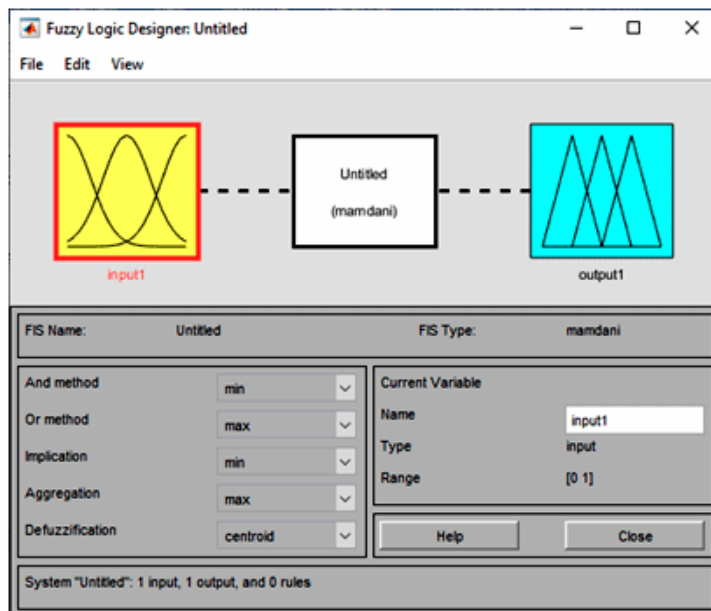 Fuzzy Logic Designer: Untitled
File Edit View
Untitled
(mamdani)
input1
output1
FIS Name: Untitled FIS Type: mamdani
And method min
Or method max
Implication min
Aggregation max
Defuzzification centroid
Current Variable
Name input1
Type input
Range [0 1]
Help Close
System "Untitled": 1 input, 1 output, and 0 rules